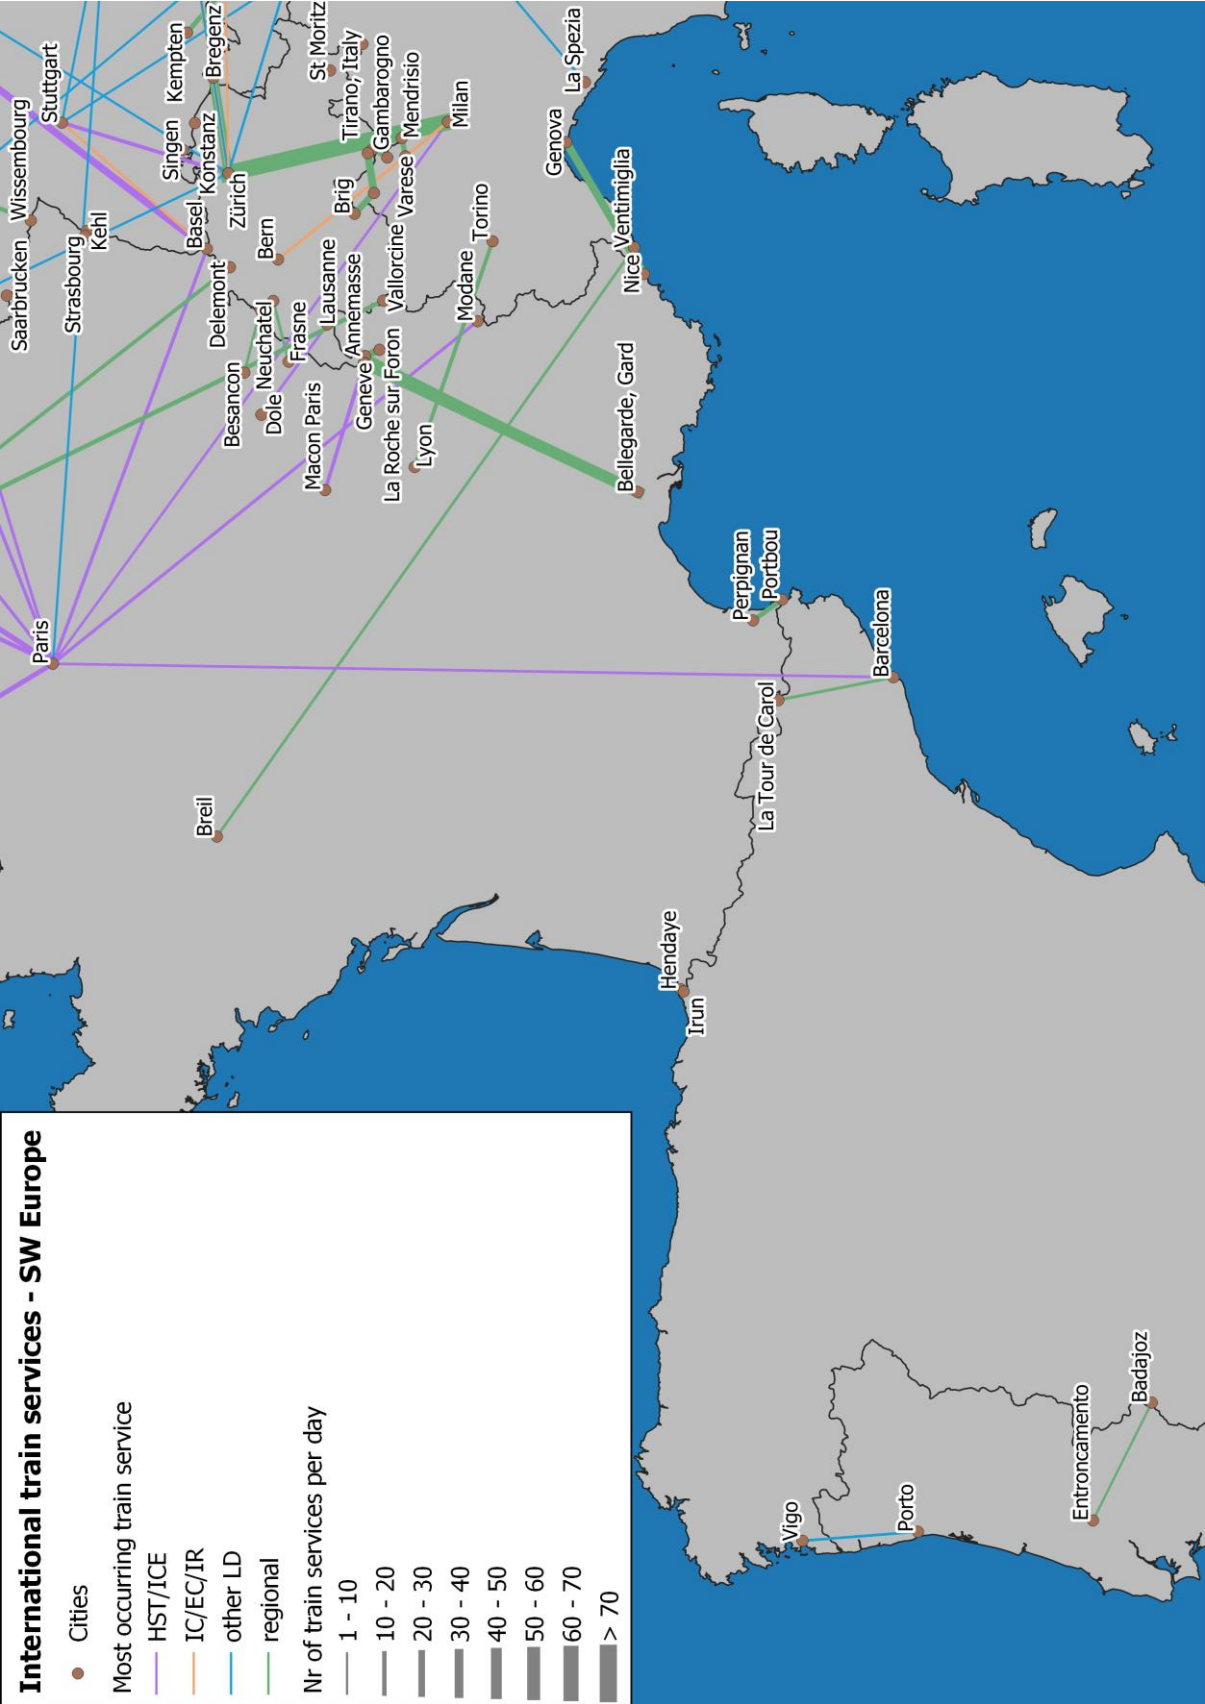 International train services - SW Europe
Cities
Most occurring train service
HST/ICE
IC/EC/IR
other LD
regional
Nr of train services per day
1 - 10
10 - 20
20 - 30
30 - 40
40 - 50
50 - 60
60 - 70
> 70
Saarbrucken
Wissembourg
Stuttgart
Strasbourg
Kehl
Paris
Singen
Kempten
Konstanz
Bregenz
Basel
Zürich
Delemont
Breil
Besancon
Bern
Neuchatel
Dole
Frasne
Lausanne
St Moritz
Macon Paris
Annemasse
Brig
Tirano, Italy
Geneve
Gambarogno
La Roche sur Foron
Vallorcine
Varese
Mendrisio
Lyon
Milan
Modane
Torino
Genova
La Spezia
Bellegarde, Gard
Nice
Ventimiglia
Hendaye
Irun
Perpignan
Portbou
La Tour de Carol
Barcelona
Vigo
Porto
Entroncamento
Badajoz